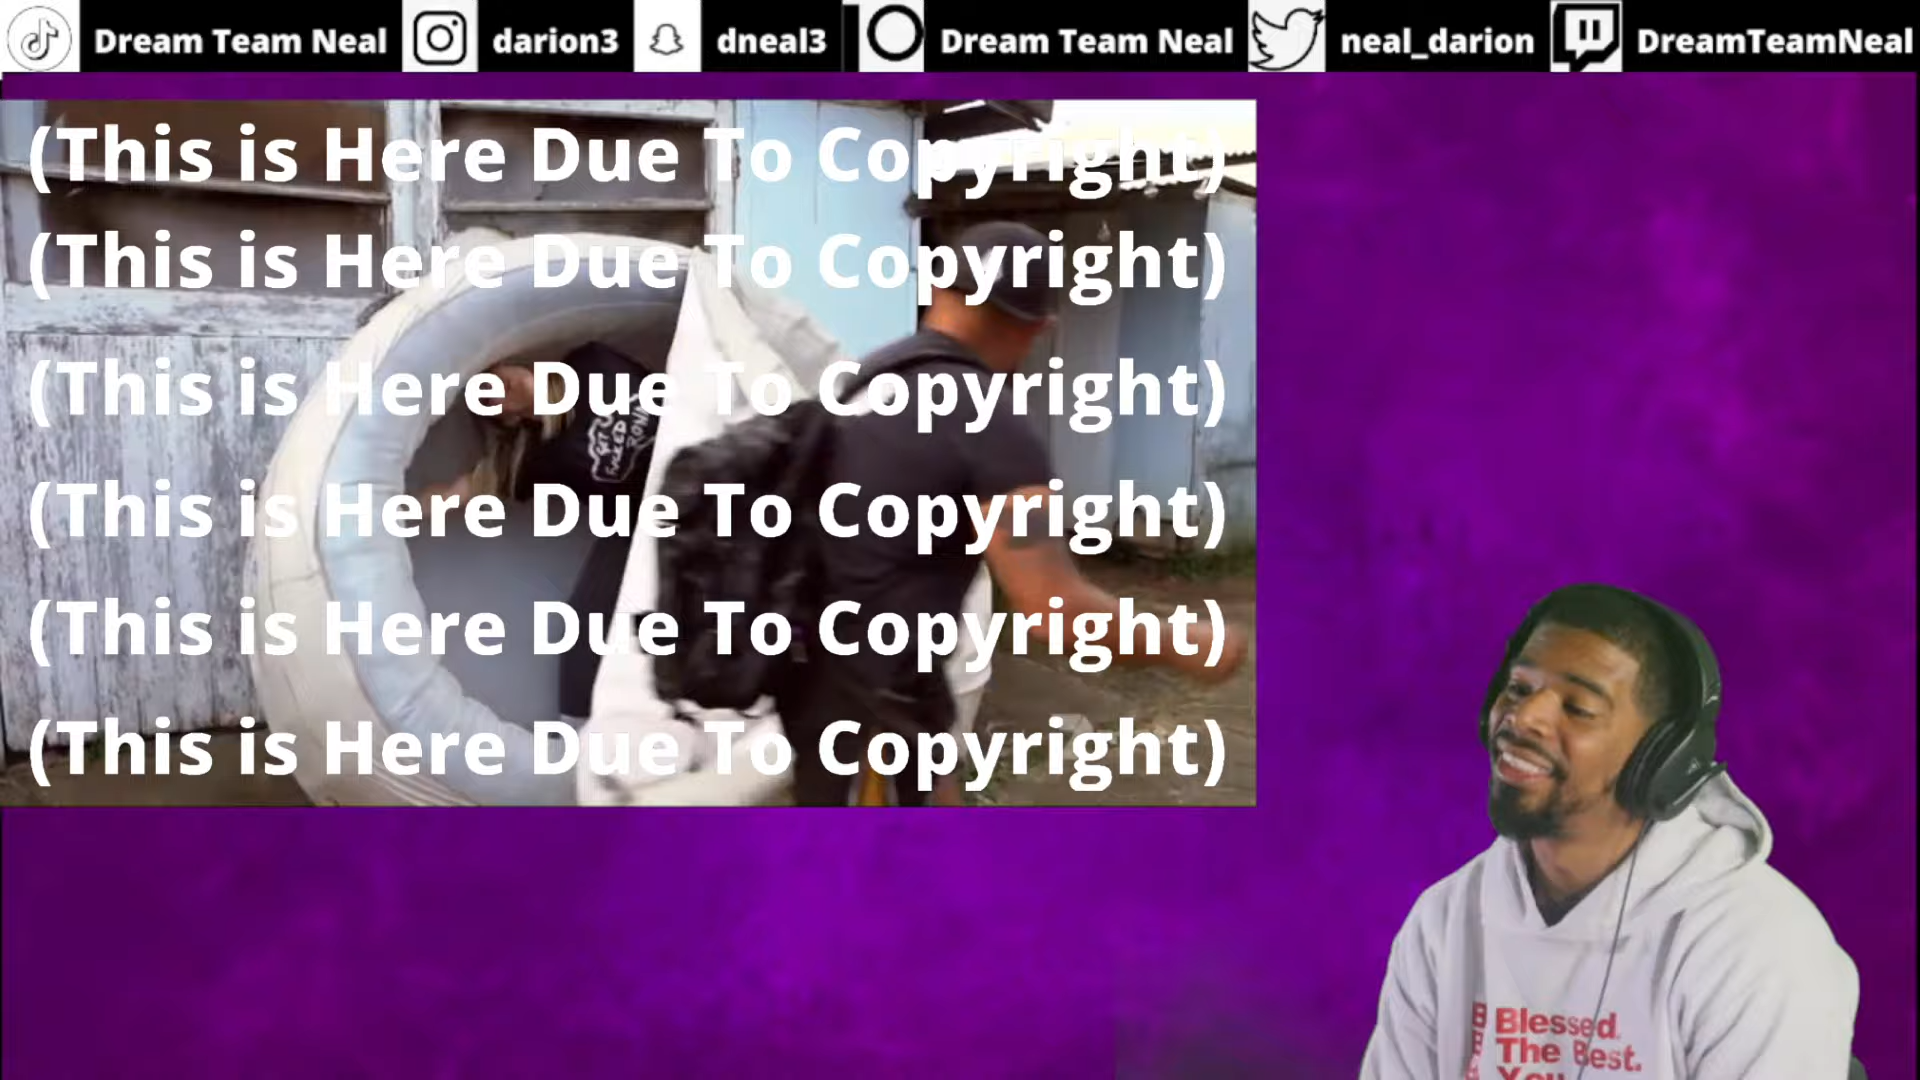 Dream Team Neal darion3 dneal3 Dream Team Neal neal_darion DreamTeamNeal
(This is Here Due To Copyright)
(This is Here Due To Copyright)
(This is Here Due To Copyright)
(This is Here Due To Copyright)
(This is Here Due To Copyright)
(This is Here Due To Copyright)
Blessed.
The Best.